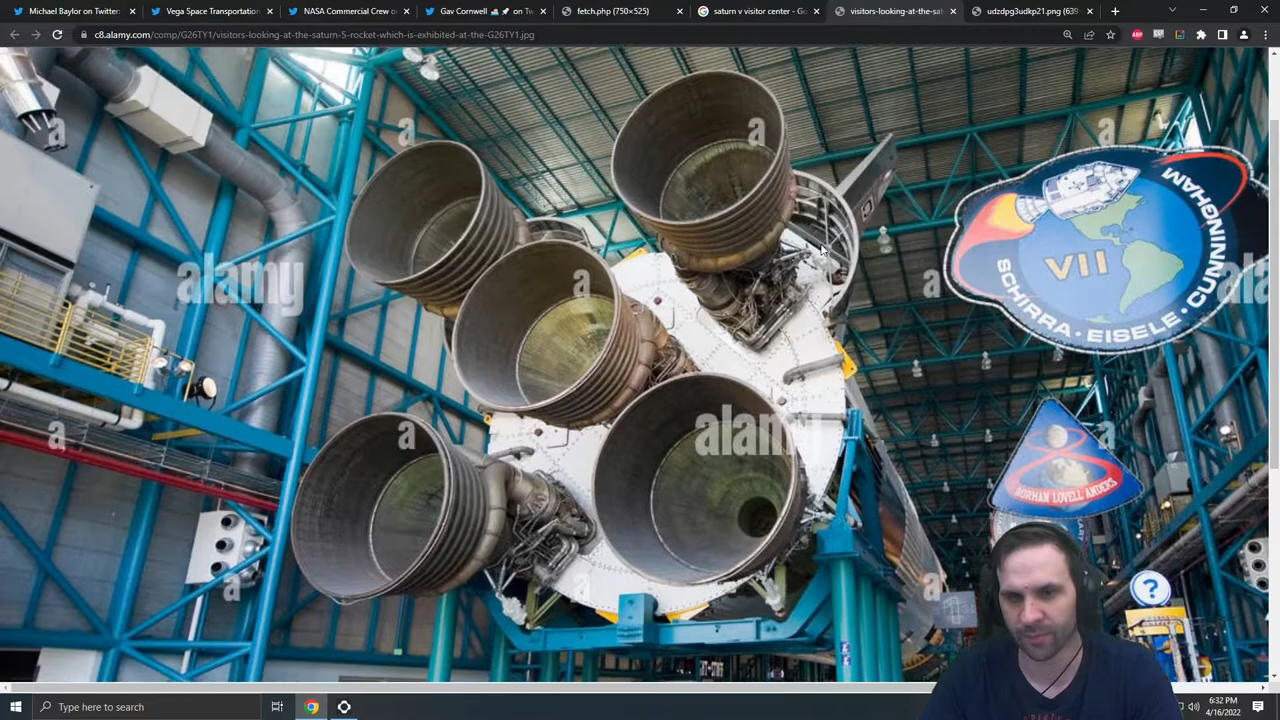 Michael Baylor on Twitter:
Vega Space Transportation
NASA Commercial Crew o
Gav Cornwell
on Tw
fetch.php (750×525)
saturn v visitor center - Go
visitors-looking-at-the-sat
udzdpg3udkp21.png (639
c8.alamy.com/comp/G26TY1/visitors-looking-at-the-saturn-5-rocket-which-is-exhibited-at-the-G26TY1.jpg
ABP
a
a
a
a
CUNNINGHAM
VII
SCHIRRA · EISELE ·
alamy
a
a
al
a
a
alamy
BORMAN LOVELL ANDERS
a
a
a
?
Type here to search
6:32 PM
4/16/2022